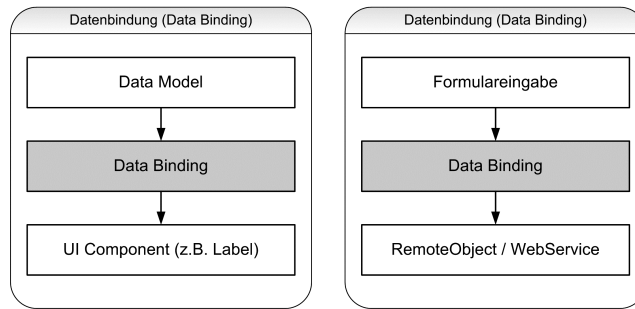 Datenbindung (Data Binding)
Data Model
Data Binding
UI Component (z.B. Label)
Datenbindung (Data Binding)
Formulareingabe
Data Binding
RemoteObject / WebService